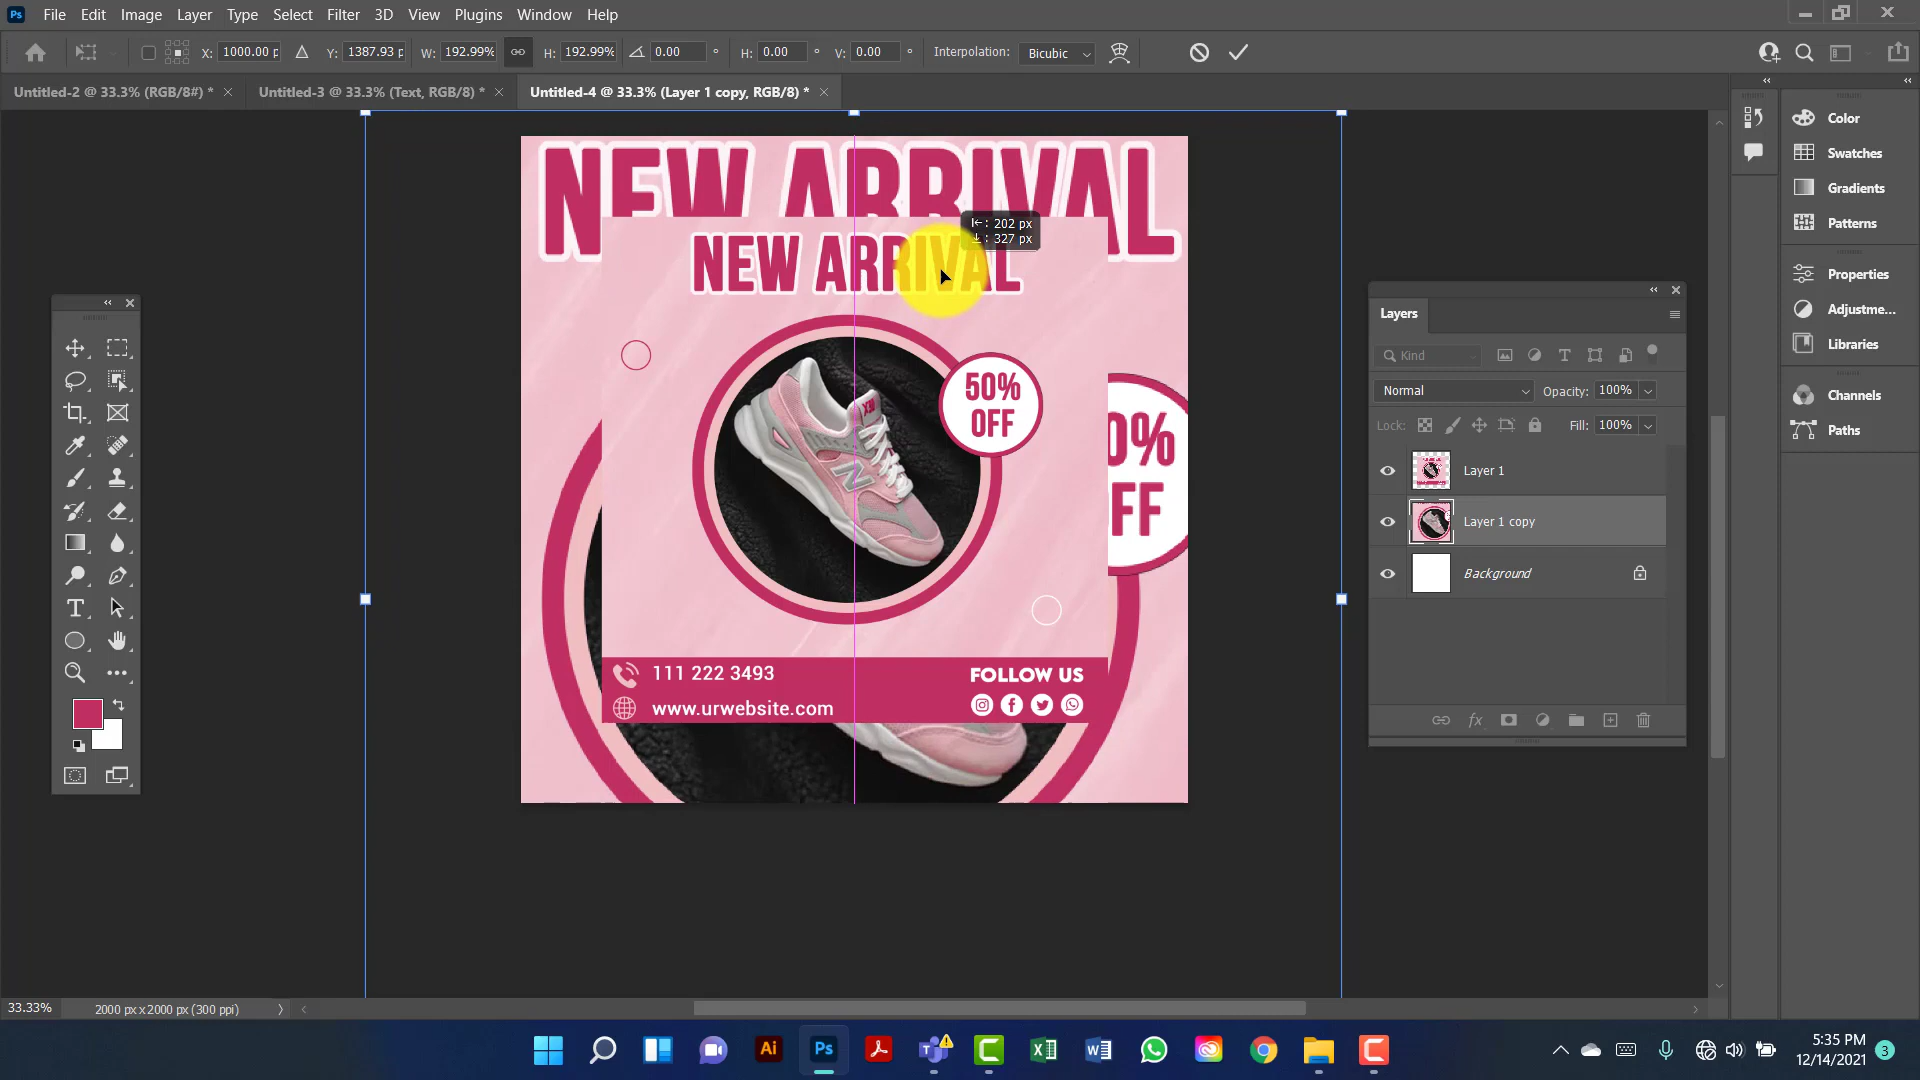 Ps File Edit Image Layer Type Select Filter 3D View Plugins Window Help
X: 1000.00 p Y: 1387.93 p W: 192.99% H: 192.99% 0.00 ° H: 0.00 ° V: 0.00 ° Interpolation: Bicubic
Untitled-2 @ 33.3% (RGB/8#) * Untitled-3 @ 33.3% (Text, RGB/8) * Untitled-4 @ 33.3% (Layer 1 copy, RGB/8) *
NEW ARRIVAL
: 202 px
: 327 px
NEW ARRIVAL
50%
OFF
0%
FF
N
111 222 3493
www.urwebsite.com
FOLLOW US
Layers
Kind
Normal Opacity: 100%
Lock: Fill: 100%
Layer 1
Layer 1 copy
Background
fx
Color
Swatches
Gradients
Patterns
Properties
Adjustme...
Libraries
Channels
Paths
33.33% 2000 px x 2000 px (300 ppi)
Ai Ps
5:35 PM
12/14/2021
3